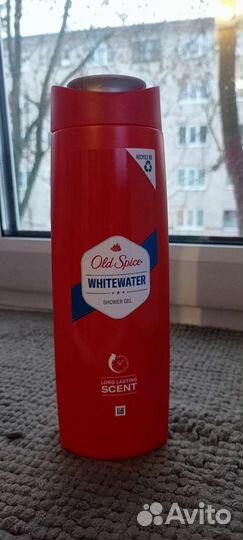 RECYCLE ME
Old Spice
WHITEWATER
SHOWER GEL
LONG LASTING
SCENT
Avito